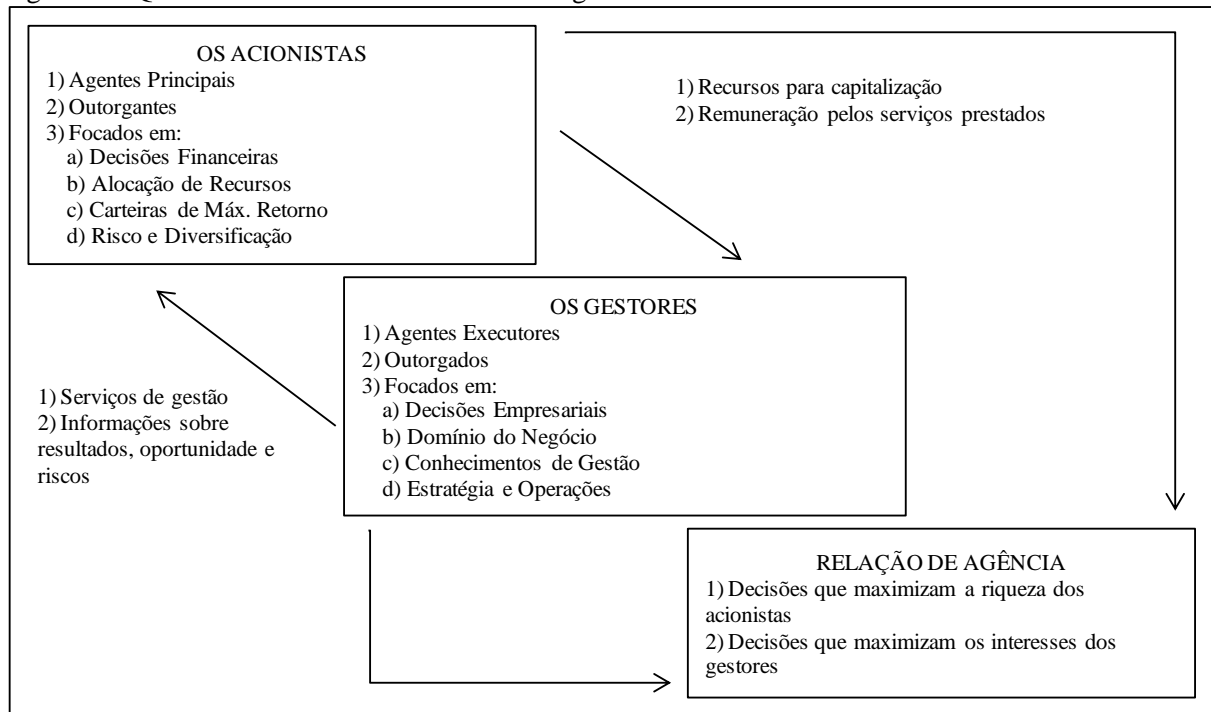 OS ACIONISTAS
1) Agentes Principais
2) Outorgantes
3) Focados em:
a) Decisões Financeiras
b) Alocação de Recursos
c) Carteiras de Máx. Retorno
d) Risco e Diversificação
1) Recursos para capitalização
2) Remuneração pelos serviços prestados
OS GESTORES
1) Agentes Executores
2) Outorgados
3) Focados em:
a) Decisões Empresariais
b) Domínio do Negócio
c) Conhecimentos de Gestão
d) Estratégia e Operações
1) Serviços de gestão
2) Informações sobre
resultados, oportunidade e
riscos
RELAÇÃO DE AGÊNCIA
1) Decisões que maximizam a riqueza dos
acionistas
2) Decisões que maximizam os interesses dos
gestores